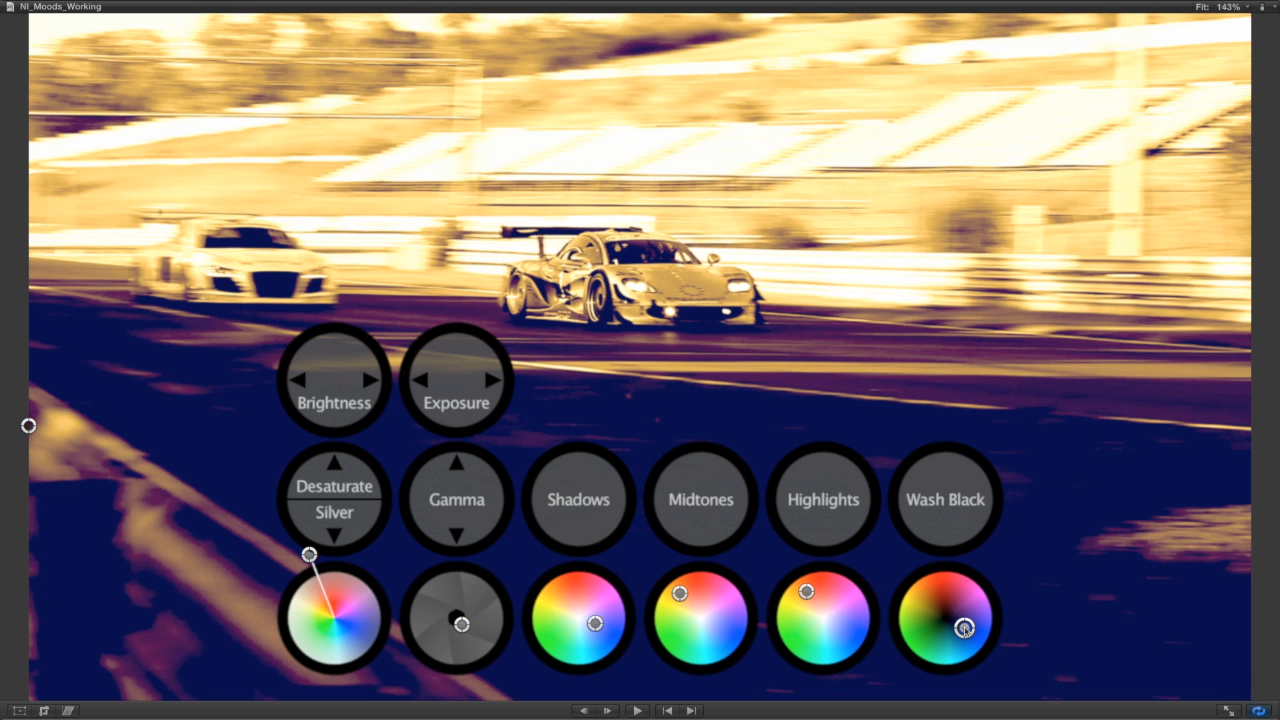 NI_Moods_Working
Fit: 143%
Brightness
Exposure
Desaturate
Silver
Gamma
Shadows
Midtones
Highlights
Wash Black